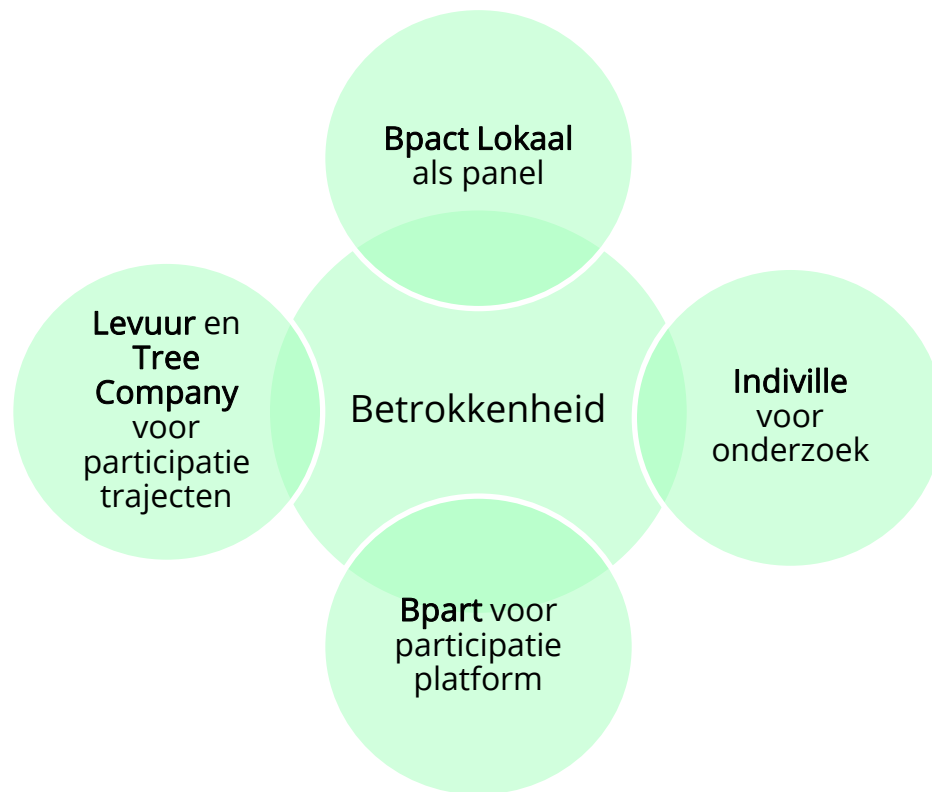 Bpact Lokaal
als panel
Levuur en
Tree
Company
voor
participatie
trajecten
Betrokkenheid
Indiville
voor
onderzoek
Bpart voor
participatie
platform